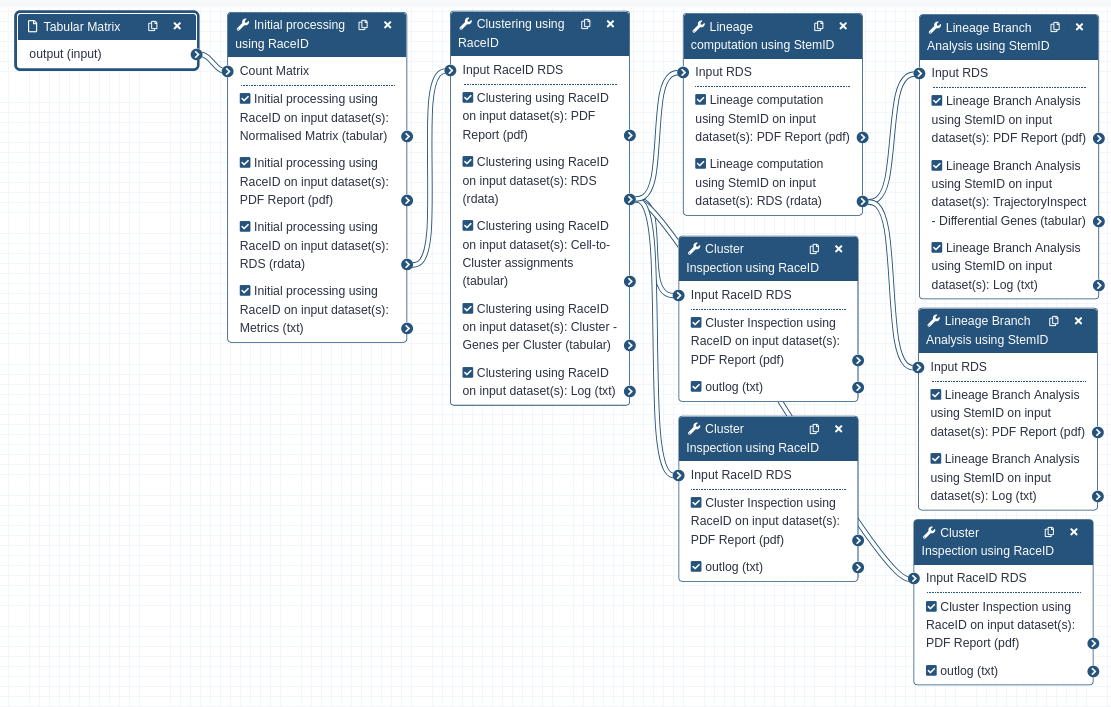 Tabular Matrix
output (input)
Initial processing
using RaceID
Count Matrix
Initial processing using
RaceID on input dataset(s):
Normalised Matrix (tabular)
Initial processing using
RaceID on input dataset(s):
PDF Report (pdf)
Initial processing using
RaceID on input dataset(s):
RDS (rdata)
Initial processing using
RaceID on input dataset(s):
Metrics (txt)
Clustering using
RaceID
Input RaceID RDS
Clustering using RaceID
on input dataset(s): PDF
Report (pdf)
Clustering using RaceID
on input dataset(s): RDS
(rdata)
Clustering using RaceID
on input dataset(s): Cell-to-
Cluster assignments
(tabular)
Clustering using RaceID
on input dataset(s): Cluster -
Genes per Cluster (tabular)
Clustering using RaceID
on input dataset(s): Log (txt)
Lineage
computation using StemID
Input RDS
Lineage computation
using StemID on input
dataset(s): PDF Report (pdf)
Lineage computation
using StemID on input
dataset(s): RDS (rdata)
Cluster
Inspection using RaceID
Input RaceID RDS
Cluster Inspection using
RaceID on input dataset(s):
PDF Report (pdf)
outlog (txt)
Cluster
Inspection using RaceID
Input RaceID RDS
Cluster Inspection using
RaceID on input dataset(s):
PDF Report (pdf)
outlog (txt)
Lineage Branch
Analysis using StemID
Input RDS
Lineage Branch Analysis
using StemID on input
dataset(s): PDF Report (pdf)
Lineage Branch Analysis
using StemID on input
dataset(s): TrajectoryInspect
- Differential Genes (tabular)
Lineage Branch Analysis
using StemID on input
dataset(s): Log (txt)
Lineage Branch
Analysis using StemID
Input RDS
Lineage Branch Analysis
using StemID on input
dataset(s): PDF Report (pdf)
Lineage Branch Analysis
using StemID on input
dataset(s): Log (txt)
Cluster
Inspection using RaceID
Input RaceID RDS
Cluster Inspection using
RaceID on input dataset(s):
PDF Report (pdf)
outlog (txt)